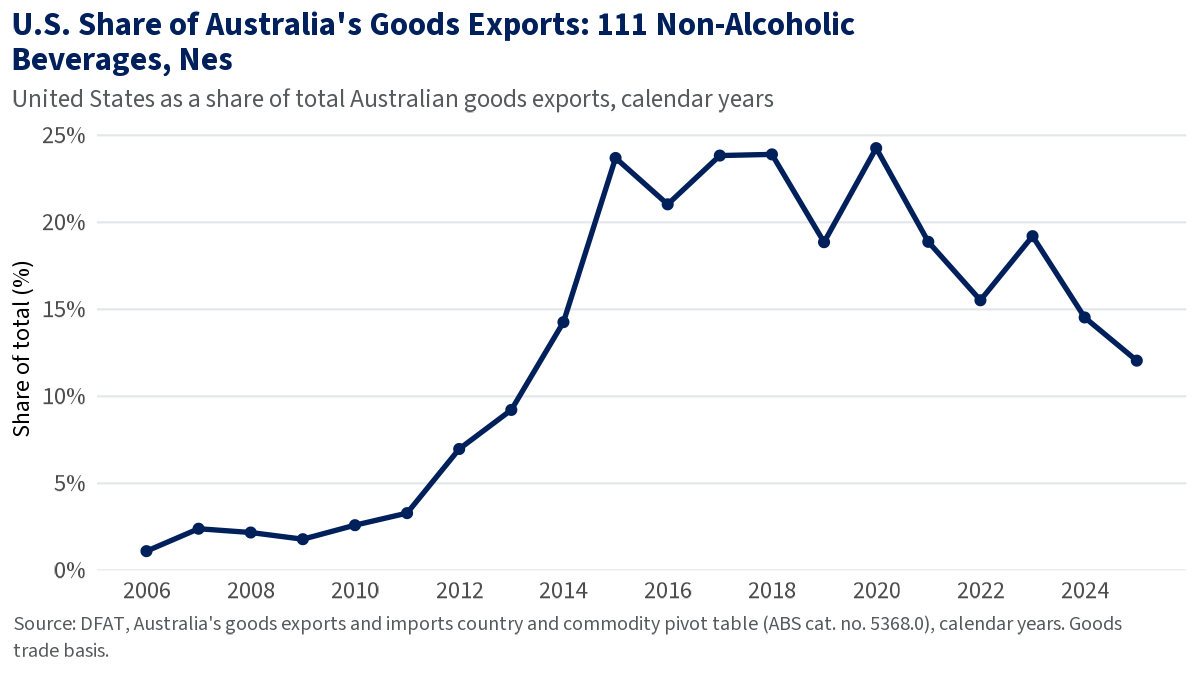 U.S. Share of Australia's Goods Exports: 111 Non-Alcoholic
Beverages, Nes
United States as a share of total Australian goods exports, calendar years
Share of total (%)
25%
20%
15%
10%
5%
0%
2006 2008 2010 2012 2014 2016 2018 2020 2022 2024
Source: DFAT, Australia's goods exports and imports country and commodity pivot table (ABS cat. no. 5368.0), calendar years. Goods
trade basis.